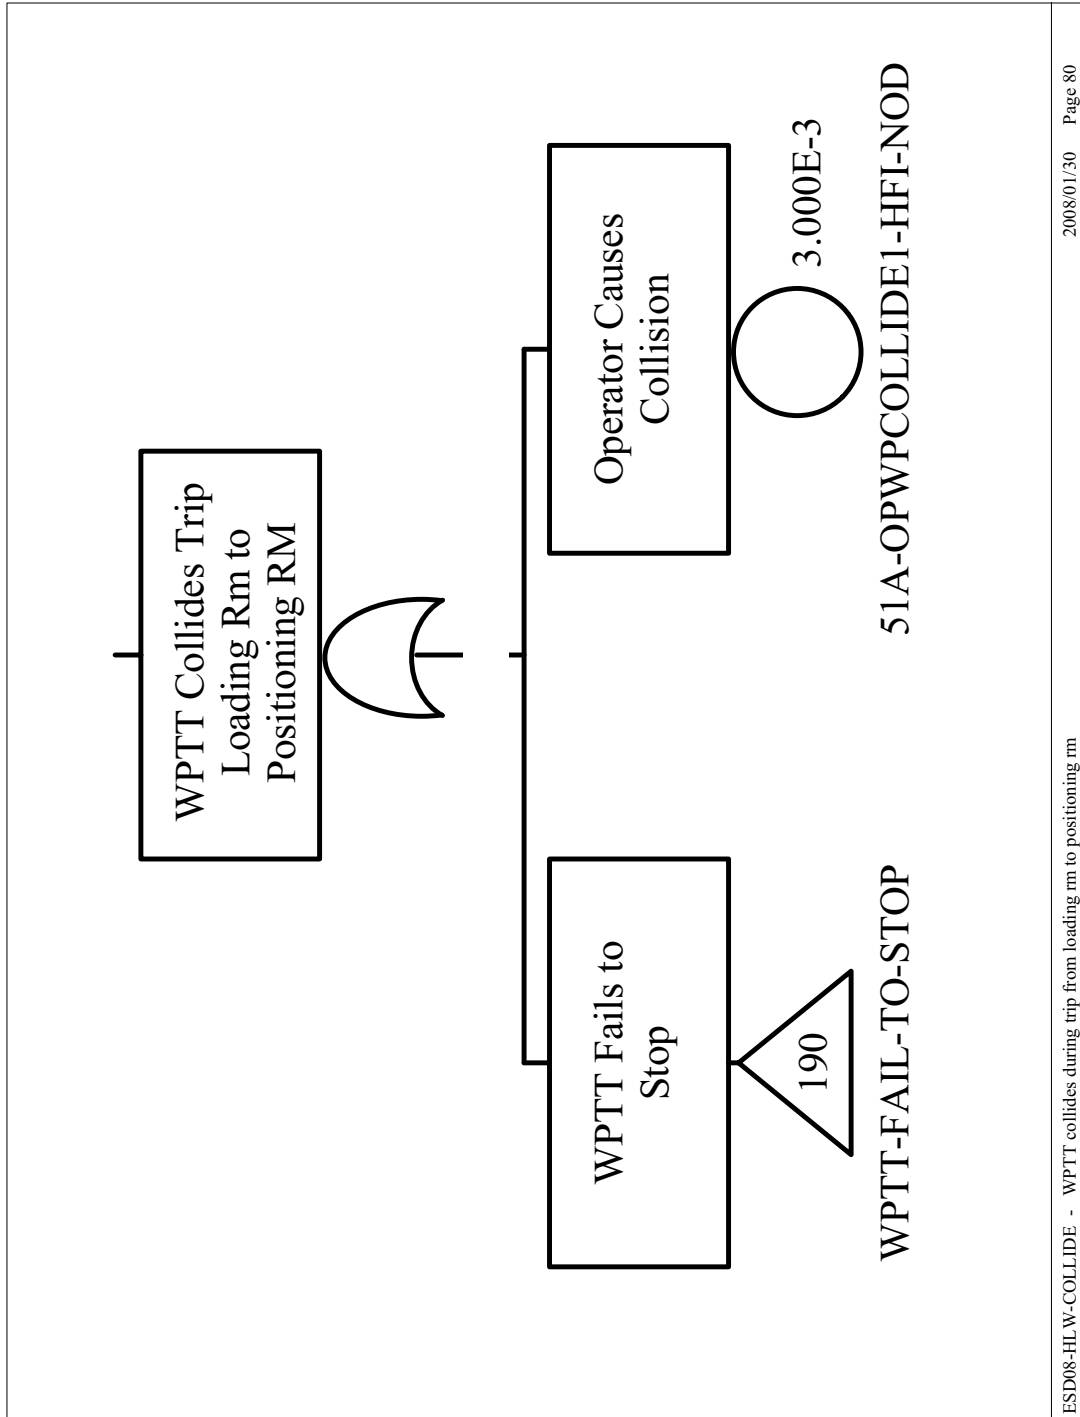 WPTT Collides Trip
Loading Rm to
Positioning RM
WPTT Fails to
Stop
190
WPTT-FAIL-TO-STOP
Operator Causes
Collision
3.000E-3
51A-OPWPCOLLIDE1-HFI-NOD
ESD08-HLW-COLLIDE - WPTT collides during trip from loading rm to positioning rm
2008/01/30 Page 80